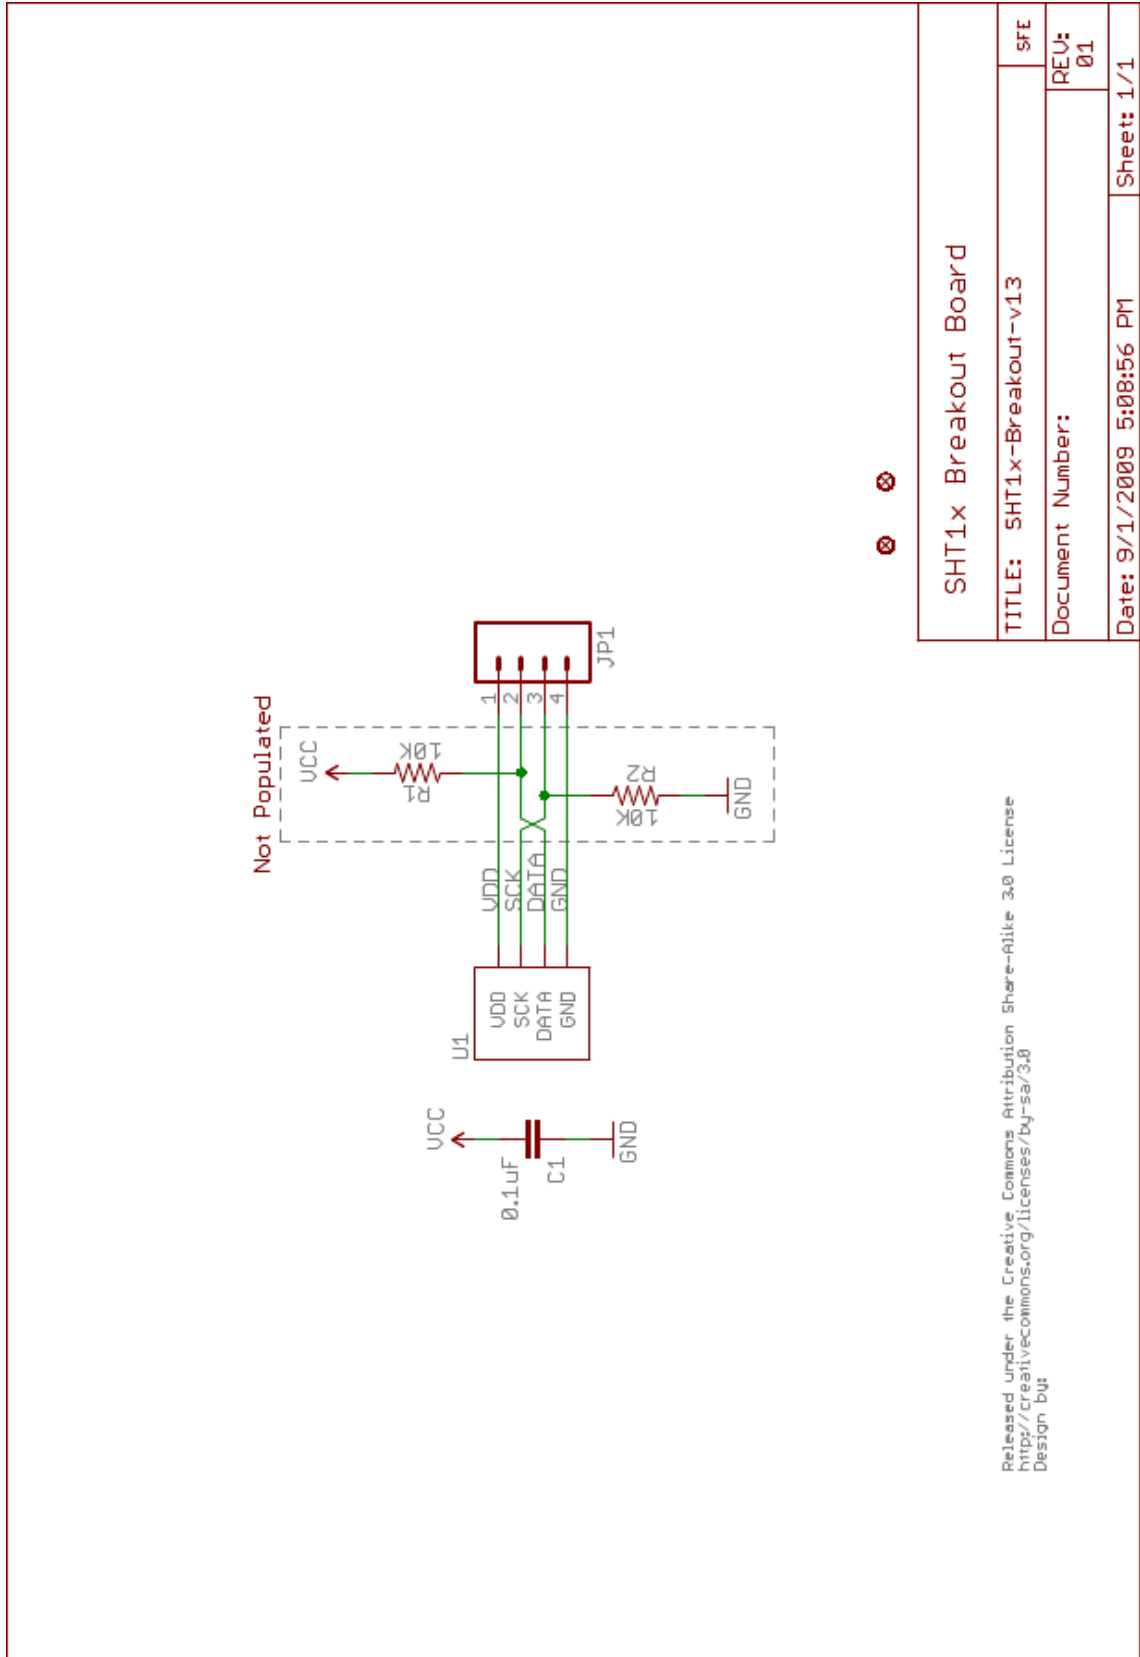 Not Populated
VCC
R1
10K
VCC
0.1uF
C1
GND
U1
VDD
SCK
DATA
GND
VDD
SCK
DATA
GND
1
2
3
4
JP1
R2
10K
GND
Released under the Creative Commons Attribution Share-Alike 3.0 License
http://creativecommons.org/licenses/by-sa/3.0
Design by:
SHT1x Breakout Board
TITLE: SHT1x-Breakout-v13
SFE
Document Number:
REV:
01
Date: 9/1/2009 5:08:56 PM
Sheet: 1/1